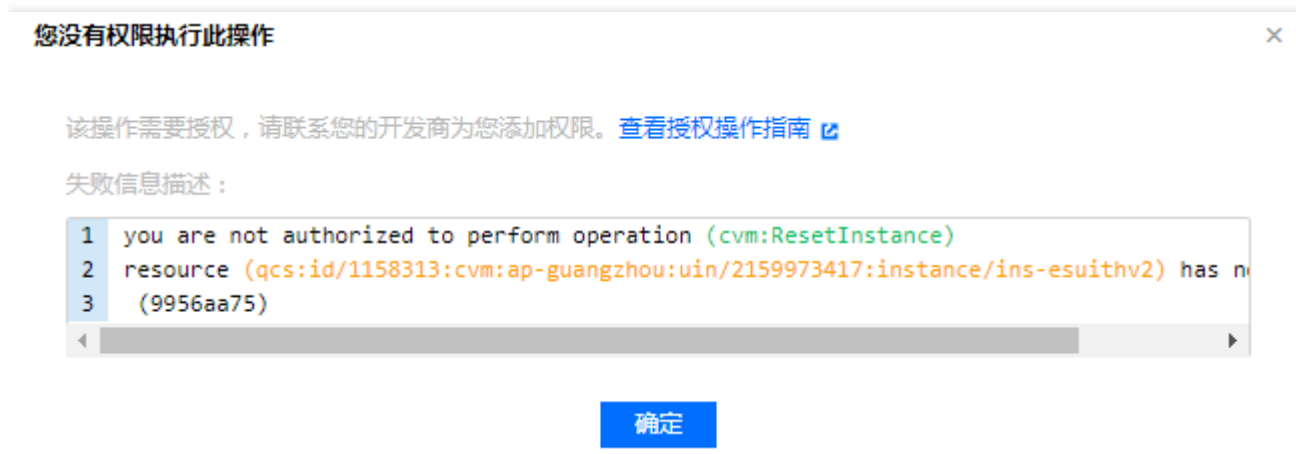 您没有权限执行此操作
该操作需要授权，请联系您的开发商为您添加权限。查看授权操作指南
失败信息描述：
1 you are not authorized to perform operation (cvm:ResetInstance)
2 resource (qcs:id/1158313:cvm:ap-guangzhou:uin/2159973417:instance/ins-esuithv2) has
3 (9956aa75)
确定